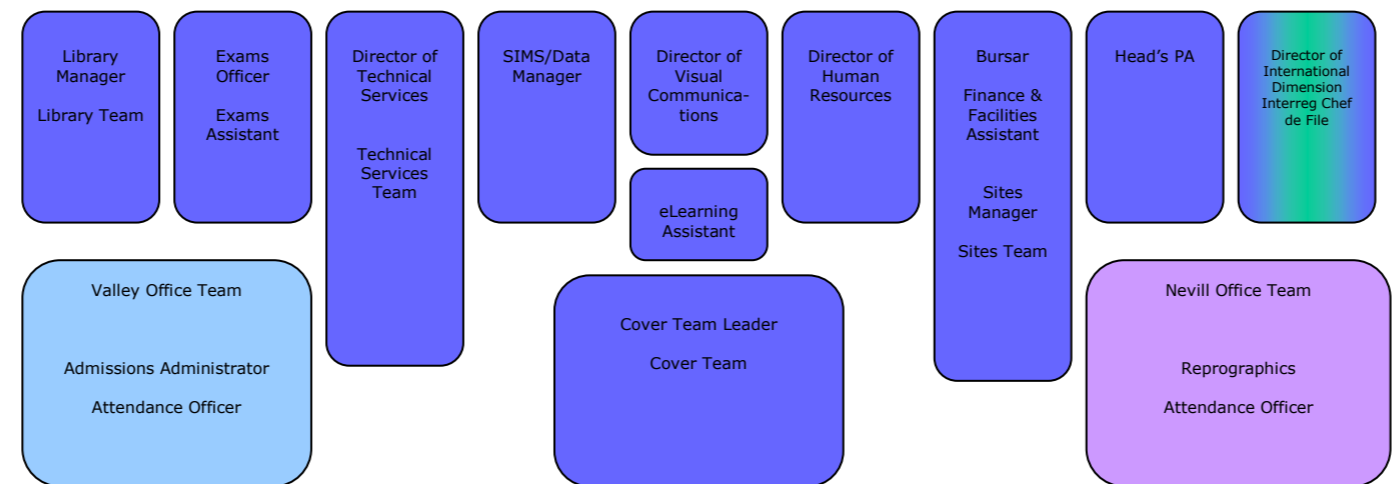 Library
Manager
Library Team
Exams
Officer
Exams
Assistant
Director of
Technical
Services
Technical
Services
Team
SIMS/Data
Manager
Director of
Visual
Communica-
tions
eLearning
Assistant
Director of
Human
Resources
Bursar
Finance &
Facilities
Assistant
Sites
Manager
Sites Team
Head's PA
Director of
International
Dimension
Interreg Chef
de File
Valley Office Team
Admissions Administrator
Attendance Officer
Cover Team Leader
Cover Team
Nevill Office Team
Reprographics
Attendance Officer